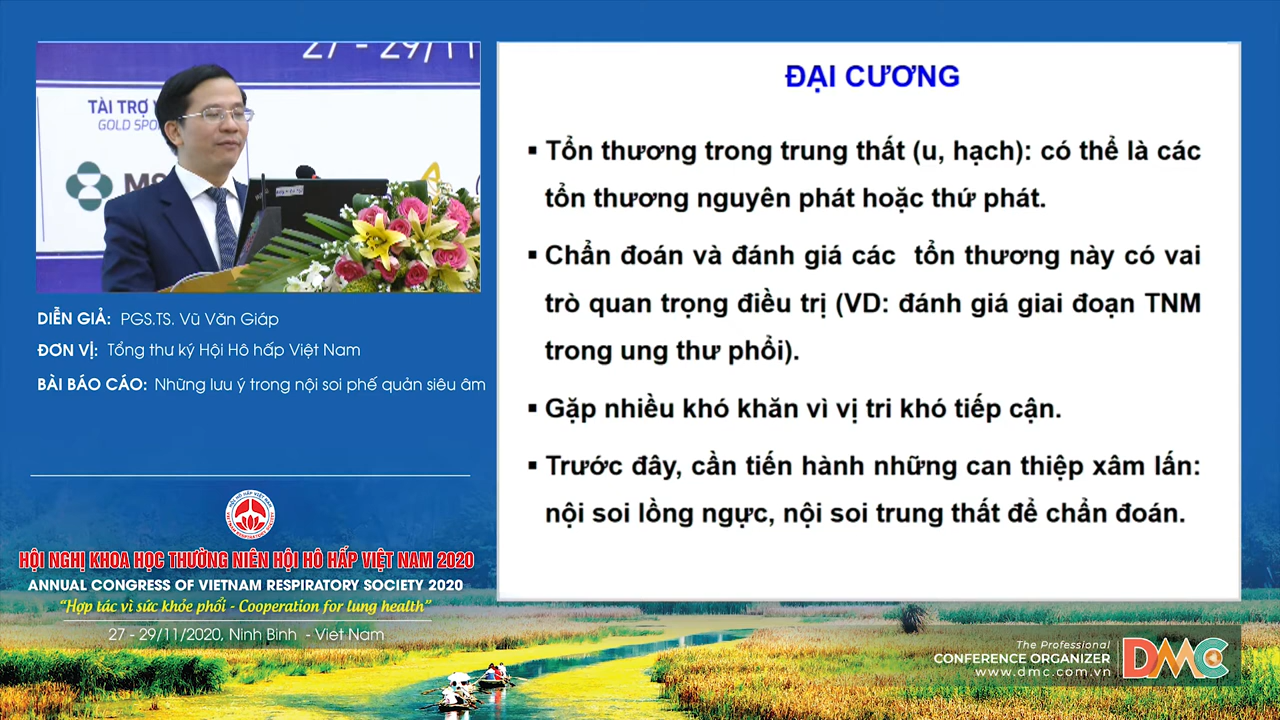 27 - 29/11
TÀI TRỢ
GOLD
DIỄN GIẢ: PGS.TS. Vũ Văn Giáp
ĐƠN VỊ: Tổng thư ký Hội Hô hấp Việt Nam
BÀI BÁO CÁO: Những lưu ý trong nội soi phế quản siêu âm
HỘI NGHỊ KHOA HỌC THƯỜNG NIÊN HỘI HÔ HẤP VIỆT NAM 2020
ANNUAL CONGRESS OF VIETNAM RESPIRATORY SOCIETY 2020
“Hợp tác vì sức khỏe phổi - Cooperation for lung health”
27 - 29/11/2020, Ninh Binh - Viet Nam
ĐẠI CƯƠNG
▪ Tổn thương trong trung thất (u, hạch): có thể là các
tổn thương nguyên phát hoặc thứ phát.
▪ Chẩn đoán và đánh giá các tổn thương này có vai
trò quan trọng điều trị (VD: đánh giá giai đoạn TNM
trong ung thư phổi).
▪ Gặp nhiều khó khăn vì vị tri khó tiếp cận.
▪ Trước đây, cần tiến hành những can thiệp xâm lấn:
nội soi lồng ngực, nội soi trung thất để chẩn đoán.
The Professional
CONFERENCE ORGANIZER
www.dmc.com.vn
DMC